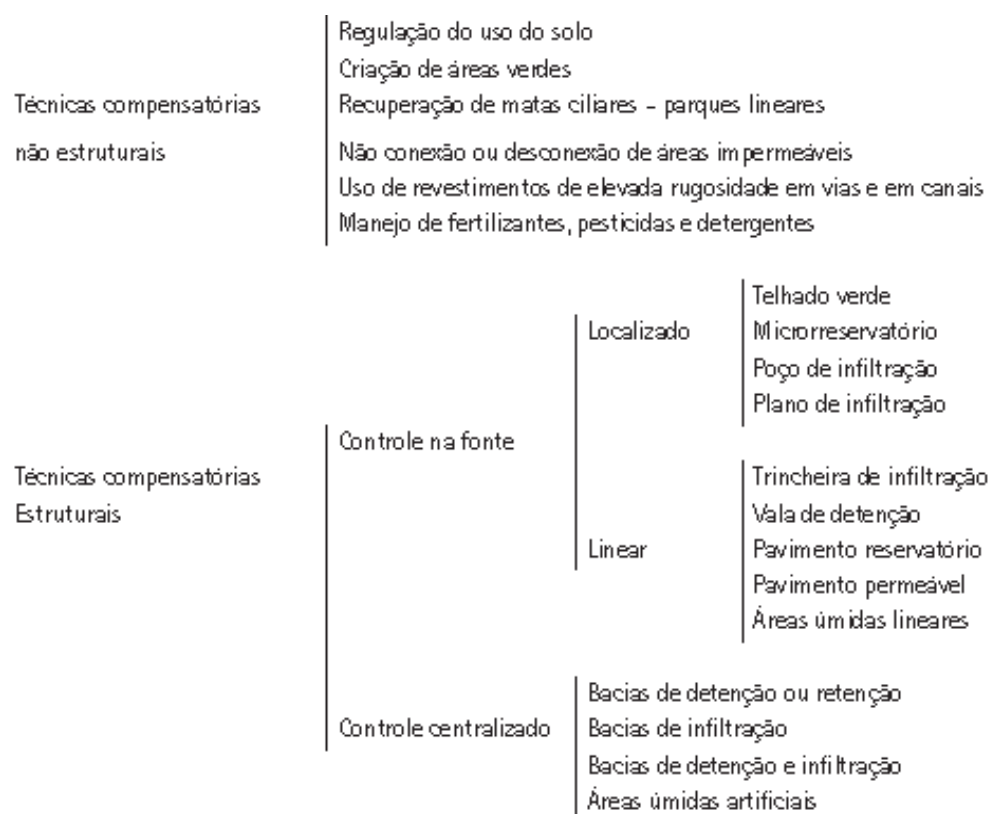 Regulação do uso do solo
Criação de áreas verdes
Técnicas compensatórias
Recuperação de matas ciliares – parques lineares
não estruturais
Não conexão ou desconexão de áreas impermeáveis
Uso de revestimentos de elevada rugosidade em vias e em canais
Manejo de fertilizantes, pesticidas e detergentes
Técnicas compensatórias
Estruturais
Controle na fonte
Localizado
Telhado verde
Microrreservatório
Poço de infiltração
Plano de infiltração
Linear
Trincheira de infiltração
Vala de detenção
Pavimento reservatório
Pavimento permeável
Áreas úmidas lineares
Controle centralizado
Bacias de detenção ou retenção
Bacias de infiltração
Bacias de detenção e infiltração
Áreas úmidas artificiais